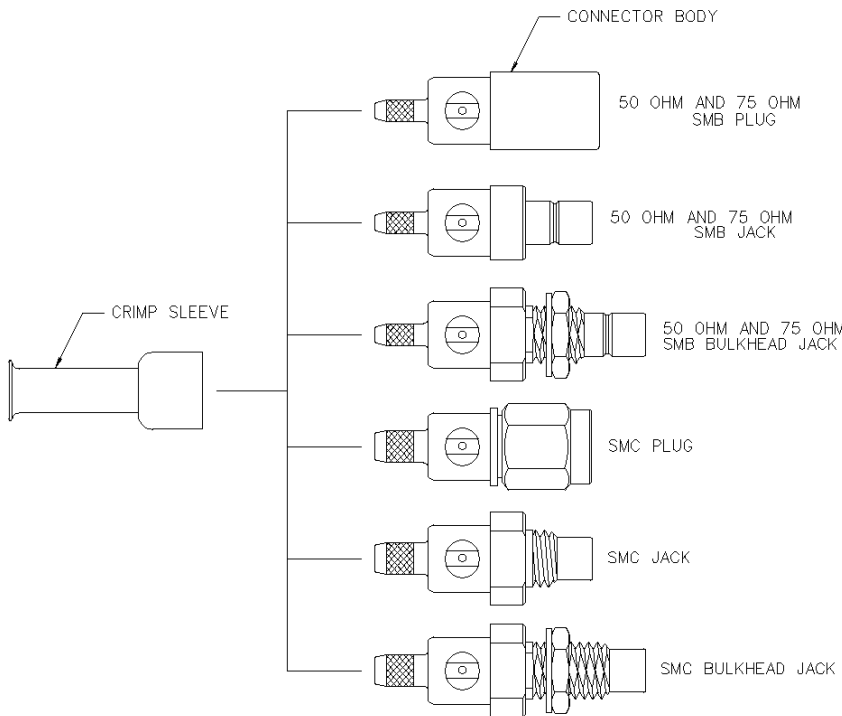 CONNECTOR BODY
50 OHM AND 75 OHM
SMB PLUG
50 OHM AND 75 OHM
SMB JACK
CRIMP SLEEVE
50 OHM AND 75 OHM
SMB BULKHEAD JACK
SMC PLUG
SMC JACK
SMC BULKHEAD JACK